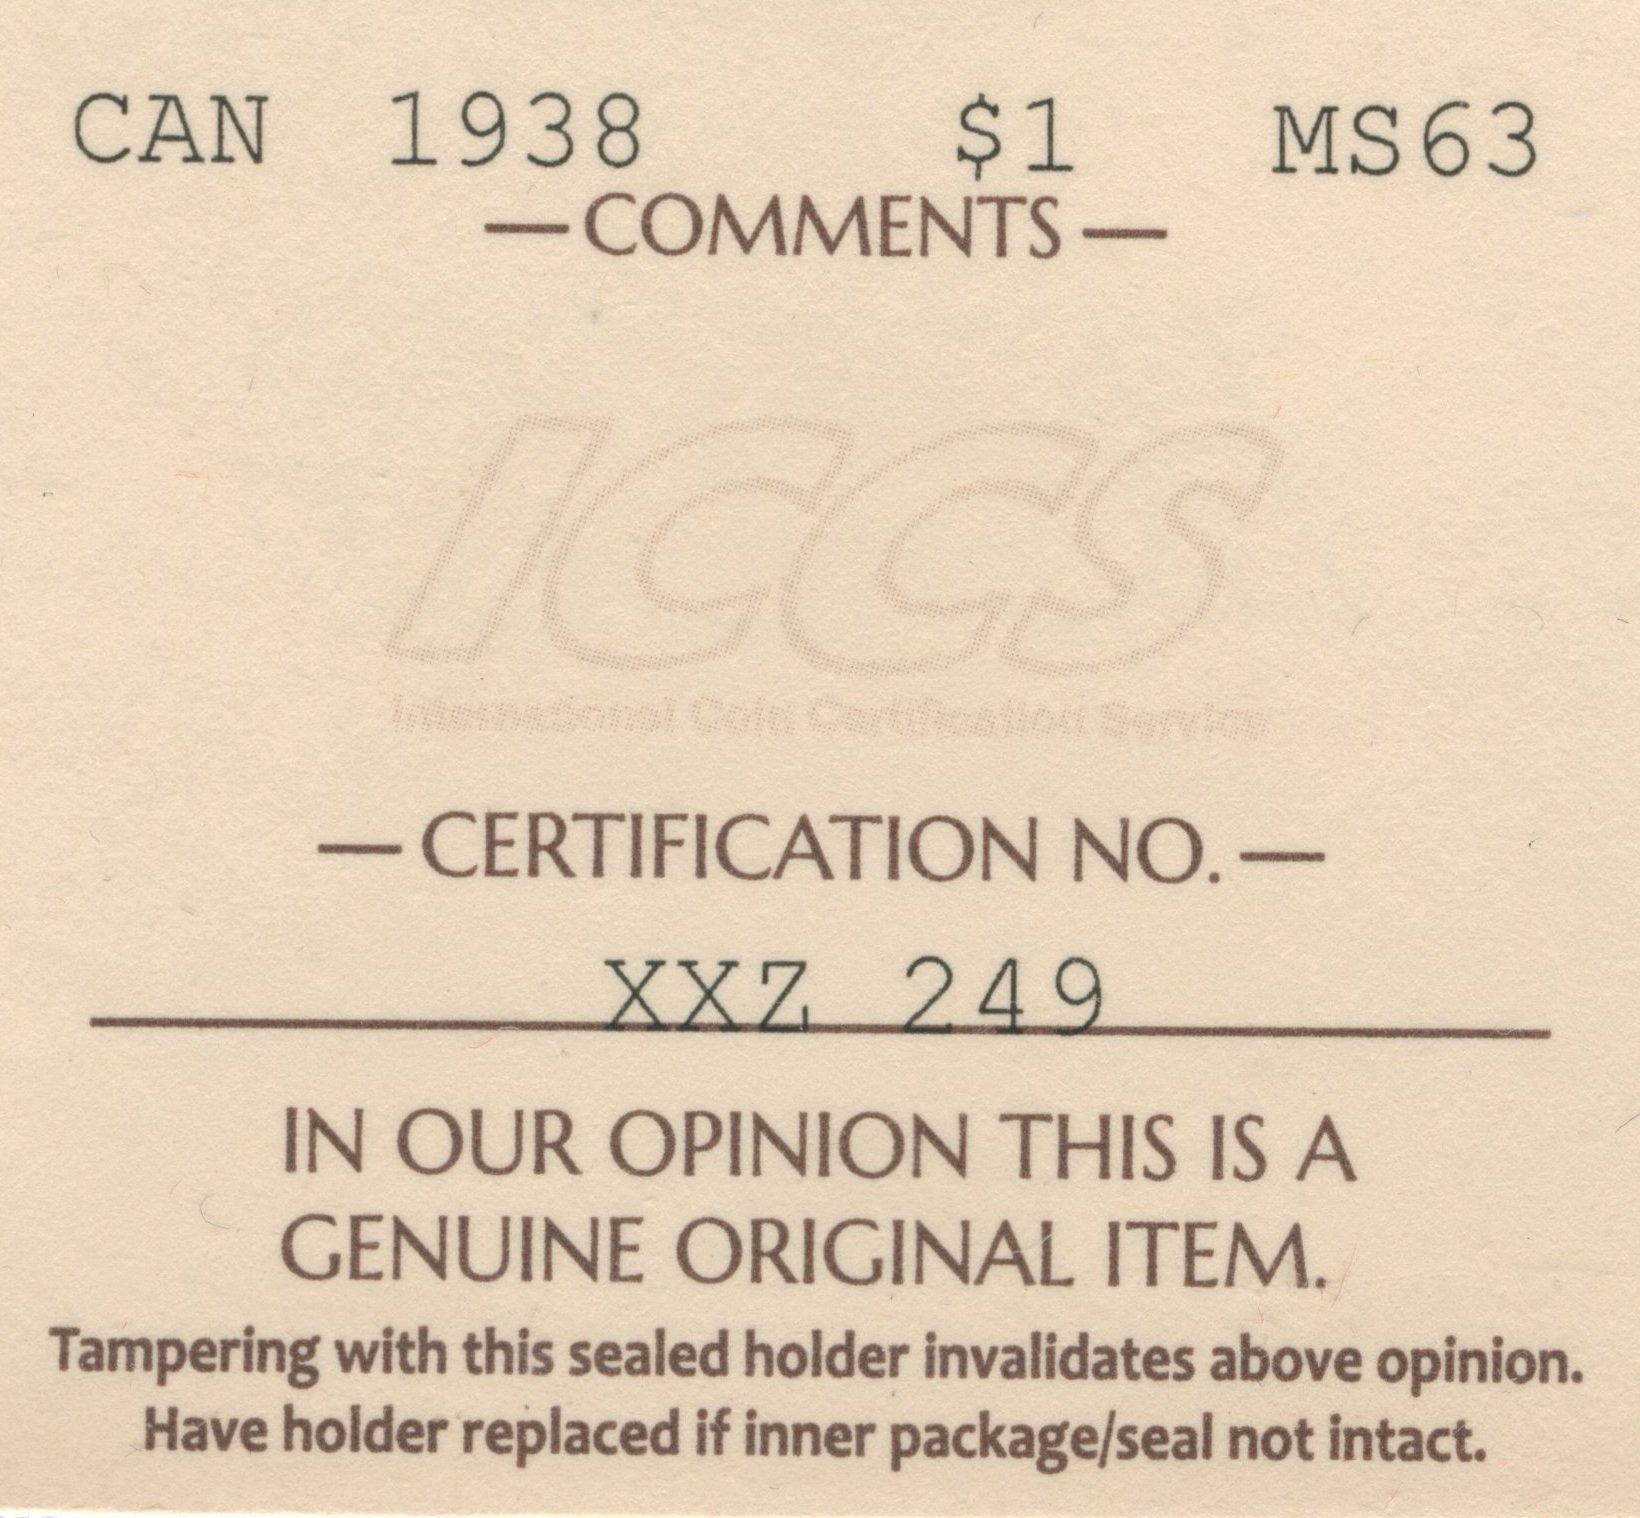 CAN 1938 $1 MS63
—COMMENTS—
ICCS
International Coin Certification Service
—CERTIFICATION NO.—
XXZ 249
IN OUR OPINION THIS IS A
GENUINE ORIGINAL ITEM.
Tampering with this sealed holder invalidates above opinion.
Have holder replaced if inner package/seal not intact.